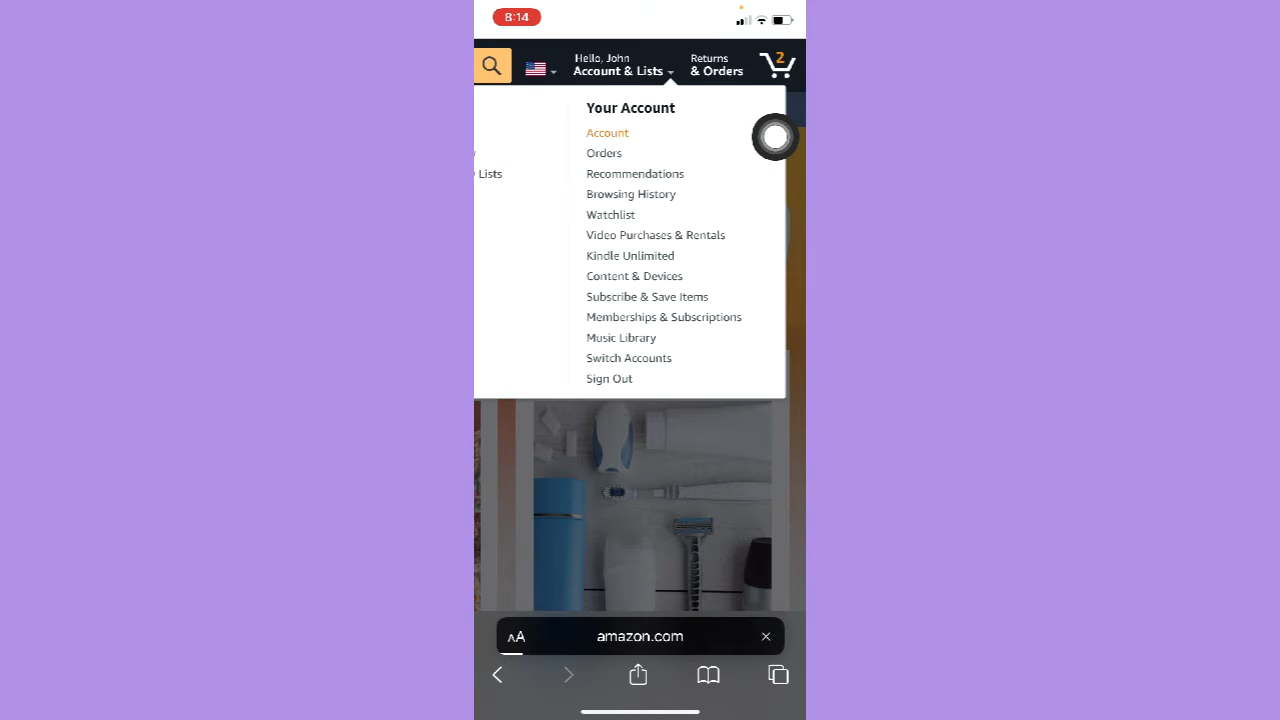 8:14
Hello, John
Account & Lists
Returns
& Orders
2
Your Account
Account
Orders
Recommendations
Lists
Browsing History
Watchlist
Video Purchases & Rentals
Kindle Unlimited
Content & Devices
Subscribe & Save Items
Memberships & Subscriptions
Music Library
Switch Accounts
Sign Out
AA
amazon.com